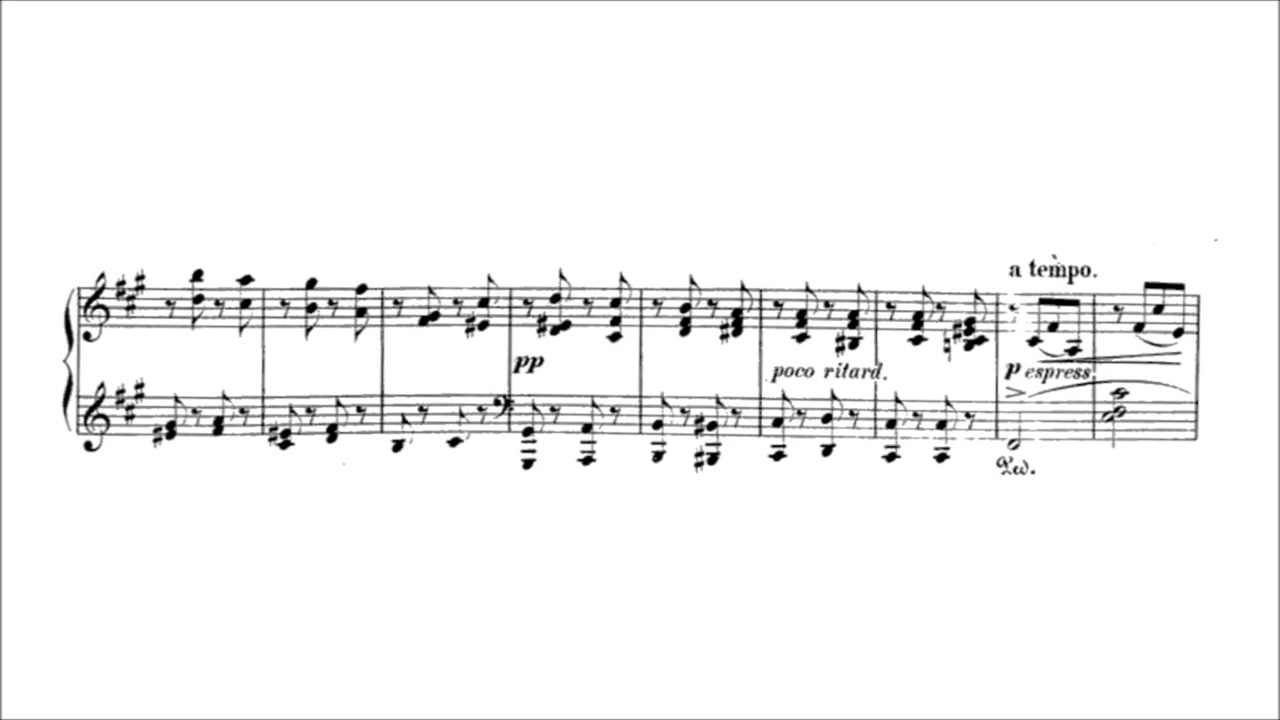 a tempo.
pp
poco ritard.
p espress.
Ped.